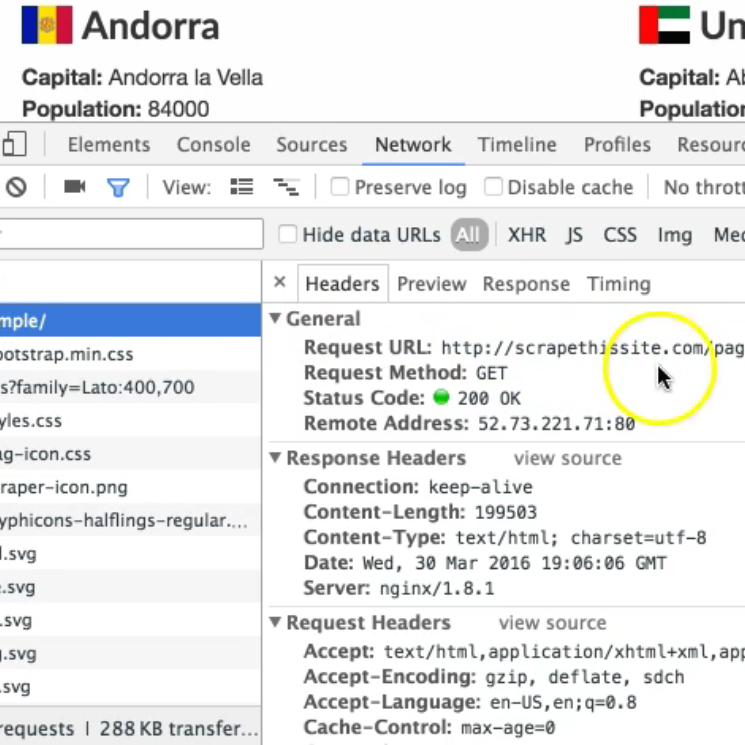 Andorra
Capital: Andorra la Vella
Population: 84000
Un
Capital: Ab
Population
Elements Console Sources Network Timeline Profiles Resour
View: Preserve log Disable cache No thrott
Hide data URLs All XHR JS CSS Img Med
mple/
ootstrap.min.css
s?family=Lato:400,700
yles.css
ag-icon.css
raper-icon.png
yphicons-halflings-regular....
.svg
.svg
.svg
.svg
.svg
requests | 288 KB transfer...
× Headers Preview Response Timing
▼ General
Request URL: http://scrapethissite.com/pag
Request Method: GET
Status Code: 200 OK
Remote Address: 52.73.221.71:80
▼ Response Headers view source
Connection: keep-alive
Content-Length: 199503
Content-Type: text/html; charset=utf-8
Date: Wed, 30 Mar 2016 19:06:06 GMT
Server: nginx/1.8.1
▼ Request Headers view source
Accept: text/html,application/xhtml+xml,app
Accept-Encoding: gzip, deflate, sdch
Accept-Language: en-US,en;q=0.8
Cache-Control: max-age=0